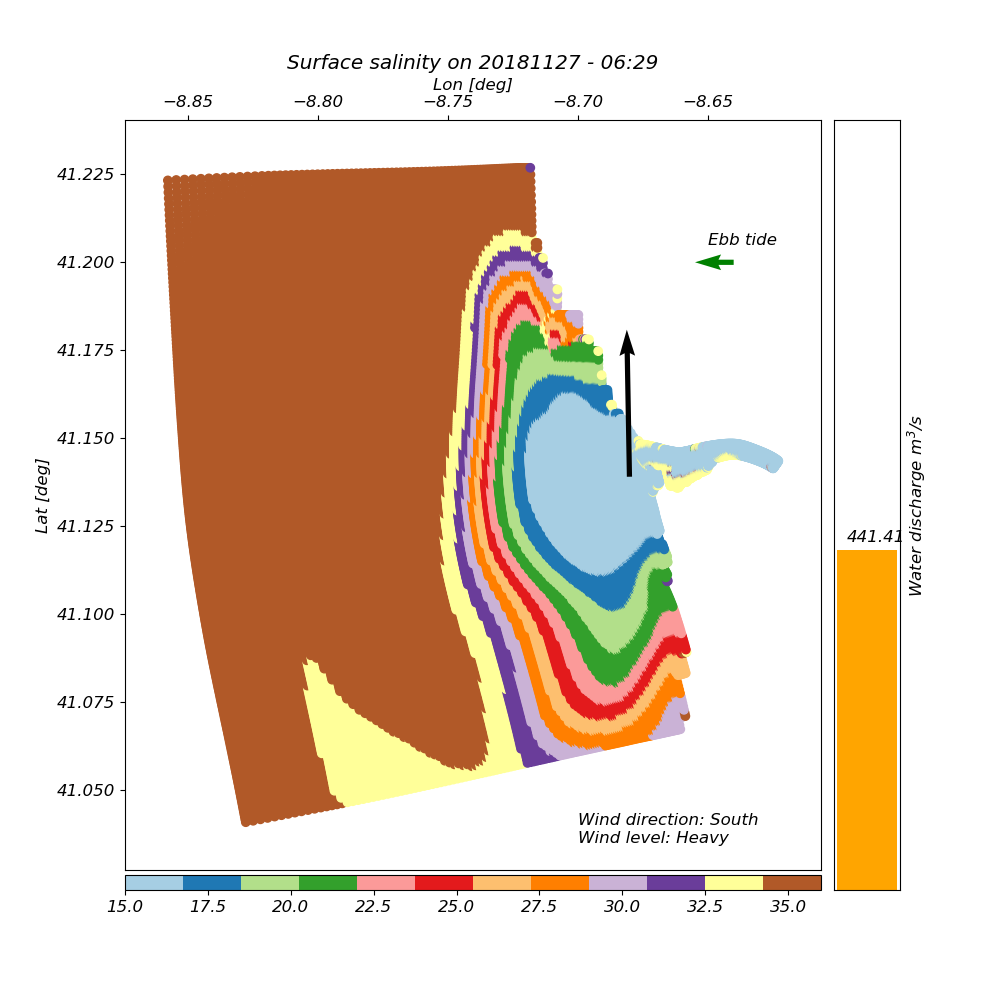 Surface salinity on 20181127 - 06:29
Lon [deg]
−8.85 −8.80 −8.75 −8.70 −8.65
41.225
41.200
41.175
41.150
41.125
41.100
41.075
41.050
Lat [deg]
Ebb tide
Wind direction: South
Wind level: Heavy
15.0 17.5 20.0 22.5 25.0 27.5 30.0 32.5 35.0
441.41
Water discharge m³/s